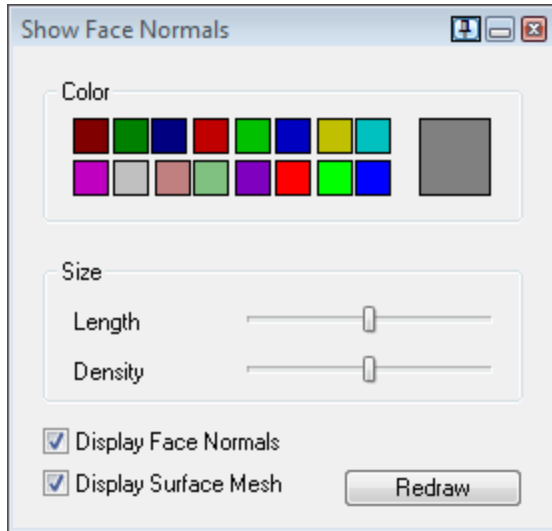 Show Face Normals
Color
Size
Length
Density
Display Face Normals
Display Surface Mesh
Redraw